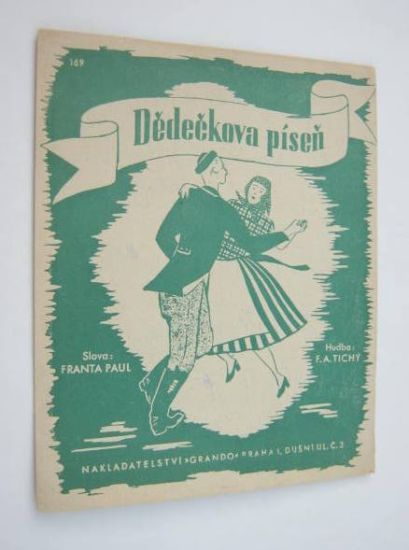 169
Dědečkova píseň
Slova:
FRANTA PAUL
Hudba:
F.A.TICHÝ
NAKLADATELSTVÍ »GRANDO« PRAHA I, DUŠNÍ UL. Č. 3